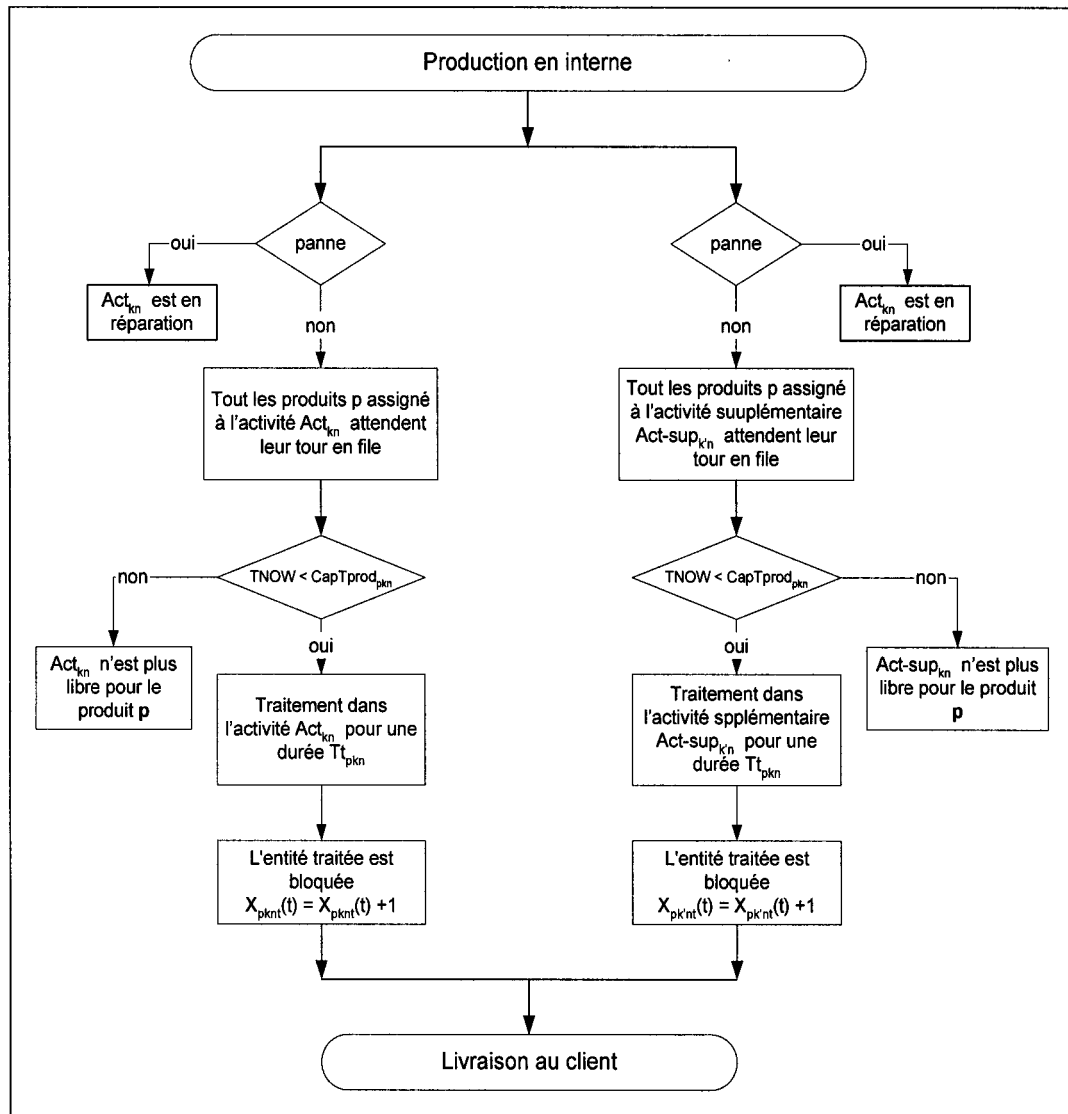 Production en interne
panne
panne
oui
oui
Act_kn est en
réparation
Act_kn est en
réparation
non
non
Tout les produits p assigné
à l'activité Act_kn attendent
leur tour en file
Tout les produits p assigné
à l'activité suuplémentaire
Act-sup_k'n attendent leur
tour en file
non
TNOW < CapTprod_pkn
TNOW < CapTprod_pkn
non
oui
oui
Act_kn n'est plus
libre pour le
produit p
Traitement dans
l'activité Act_kn pour une
durée Tt_pkn
Traitement dans
l'activité spplémentaire
Act-sup_k'n pour une
durée Tt_pkn
Act-sup_kn n'est plus
libre pour le produit
p
L'entité traitée est
bloquée
X_pknt(t) = X_pknt(t) +1
L'entité traitée est
bloquée
X_pk'nt(t) = X_pk'nt(t) +1
Livraison au client